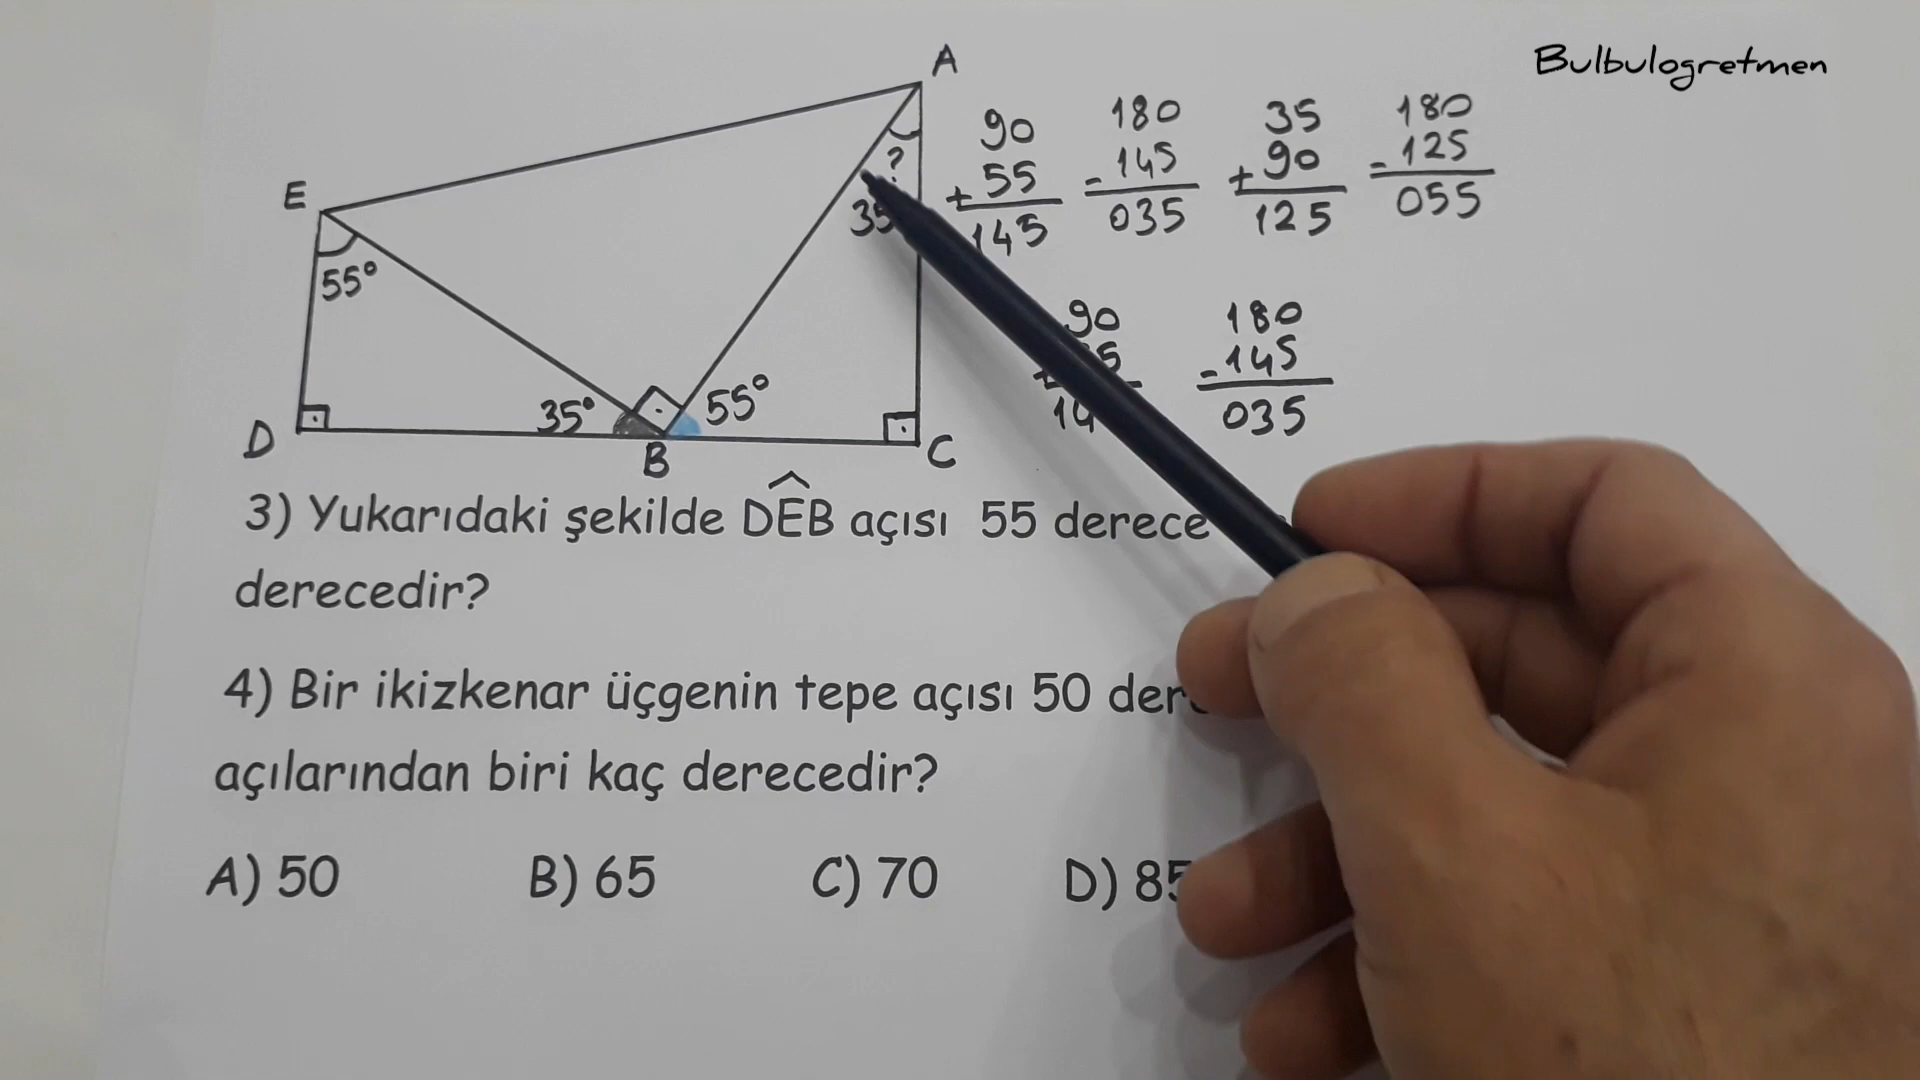 Bulbulogretmen
A
E
55°
D
35°
B
55°
C
?
35
90
+ 55
145
180
- 145
035
35
+ 90
125
180
- 125
055
90
180
- 145
035
3) Yukarıdaki şekilde DÊB açısı 55 derece
derecedir?
4) Bir ikizkenar üçgenin tepe açısı 50
açılarından biri kaç derecedir?
A) 50 B) 65 C) 70 D) 85